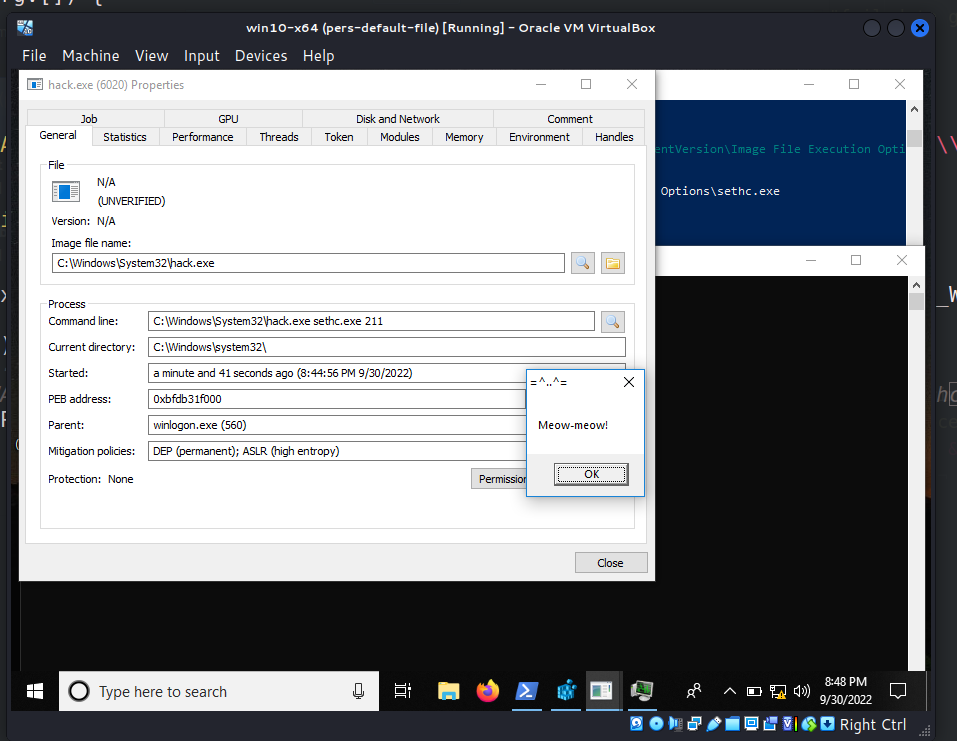 win10-x64 (pers-default-file) [Running] - Oracle VM VirtualBox
File Machine View Input Devices Help
hack.exe (6020) Properties
Job GPU Disk and Network Comment
General Statistics Performance Threads Token Modules Memory Environment Handles
entVersion\Image File Execution Opti
Options\sethc.exe
File
N/A
(UNVERIFIED)
Version: N/A
Image file name:
C:\Windows\System32\hack.exe
Process
Command line: C:\Windows\System32\hack.exe sethc.exe 211
Current directory: C:\Windows\system32\
Started: a minute and 41 seconds ago (8:44:56 PM 9/30/2022)
PEB address: 0xbfdb31f000
Parent: winlogon.exe (560)
Mitigation policies: DEP (permanent); ASLR (high entropy)
Protection: None
Permission
=^..^=
Meow-meow!
OK
Close
Type here to search
8:48 PM
9/30/2022
Right Ctrl